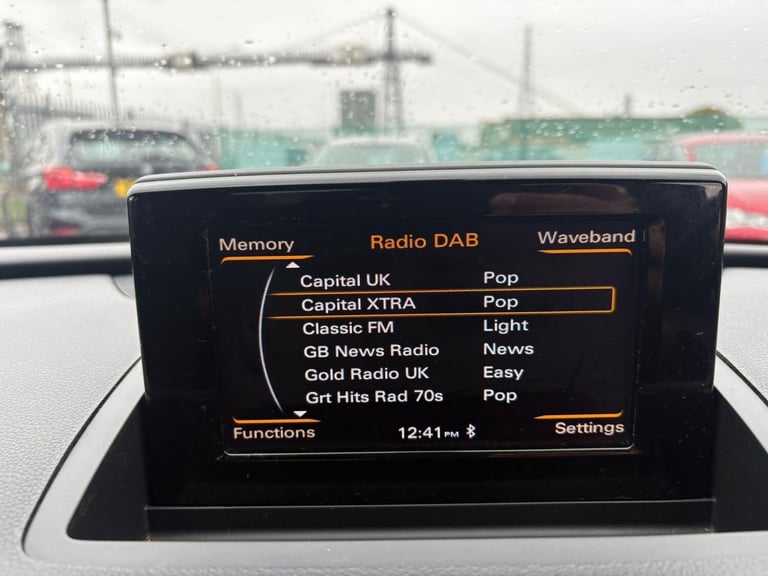 Memory Radio DAB Waveband
Capital UK Pop
Capital XTRA Pop
Classic FM Light
GB News Radio News
Gold Radio UK Easy
Grt Hits Rad 70s Pop
Functions 12:41 PM Settings